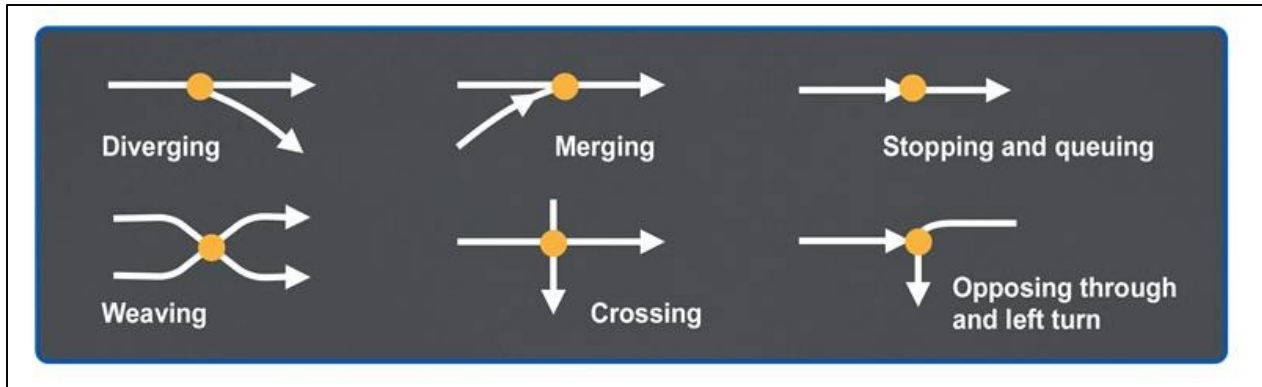 Diverging
Merging
Stopping and queuing
Weaving
Crossing
Opposing through
and left turn